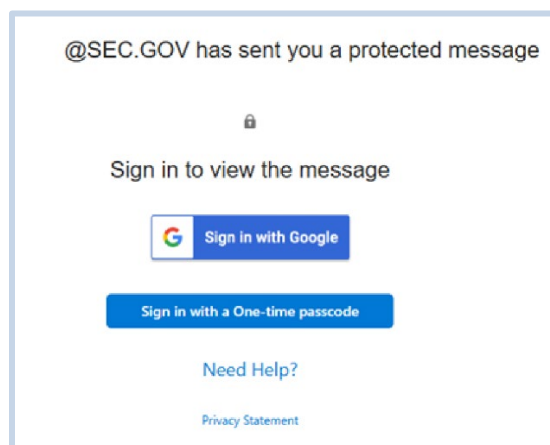 @SEC.GOV has sent you a protected message
Sign in to view the message
Sign in with Google
Sign in with a One-time passcode
Need Help?
Privacy Statement